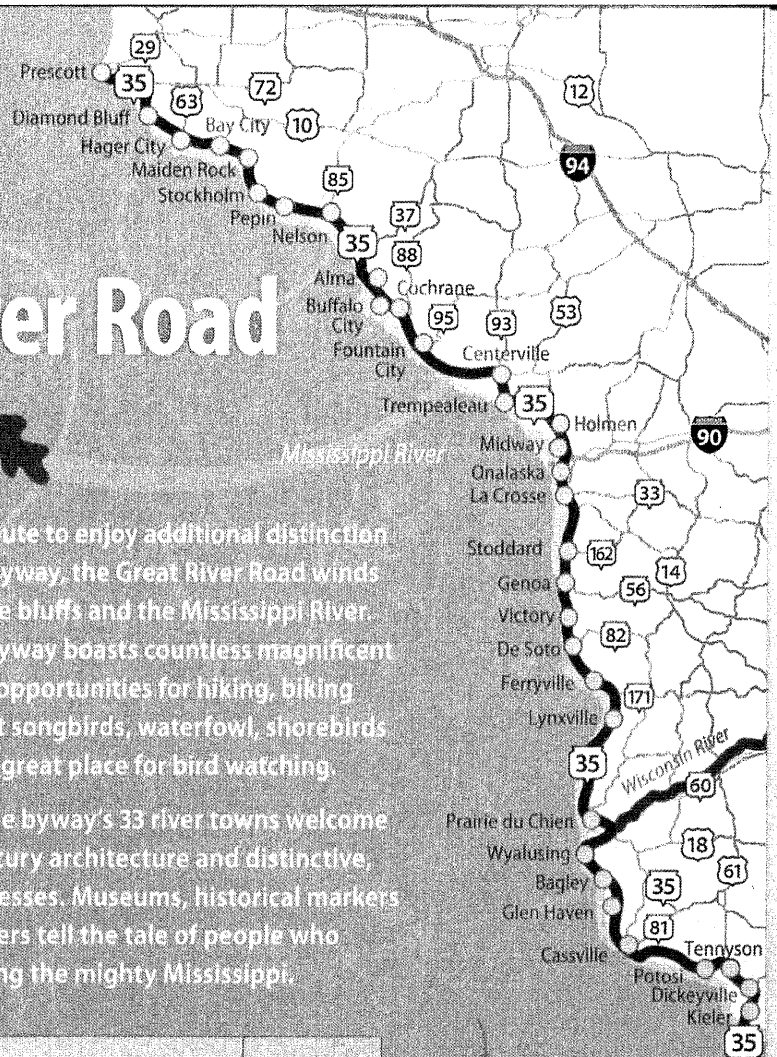 29
Prescott
35
63
72
12
Diamond Bluff
Bay City
10
Hager City
94
Maiden Rock
85
Stockholm
Pepin
37
Nelson
35
88
Alma
Cochrane
er Road
Buffalo
City
95
93
53
Fountain
City
Centerville
Trempealeau
35
Holmen
90
Mississippi River
Midway
Onalaska
La Crosse
33
ute to enjoy additional distinction
Stoddard
162
14
yway, the Great River Road winds
Genoa
56
e bluffs and the Mississippi River.
Victory
82
yway boasts countless magnificent
De Soto
opportunities for hiking, biking
Ferryville
171
t songbirds, waterfowl, shorebirds
Lynxville
great place for bird watching.
35
Wisconsin River
60
e byway's 33 river towns welcome
Prairie du Chien
18
tury architecture and distinctive,
Wyalusing
61
esses. Museums, historical markers
Bagley
35
Glen Haven
ers tell the tale of people who
81
Cassville
Tennyson
ng the mighty Mississippi.
Potosi
Dickeyville
Kieler
35